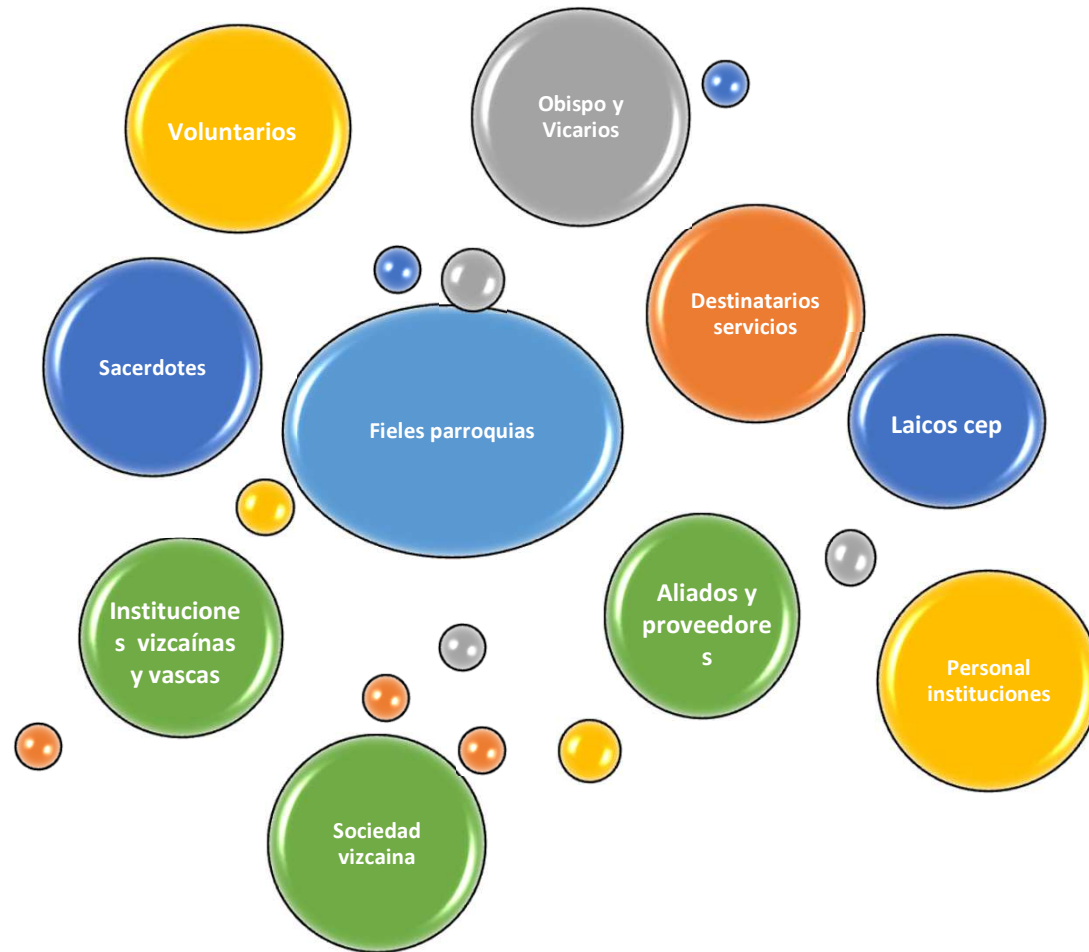 Voluntarios
Obispo y
Vicarios
Destinatarios
servicios
Sacerdotes
Fieles parroquias
Laicos cep
Institucione
s vizcaínas
y vascas
Aliados y
proveedore
s
Personal
instituciones
Sociedad
vizcaina